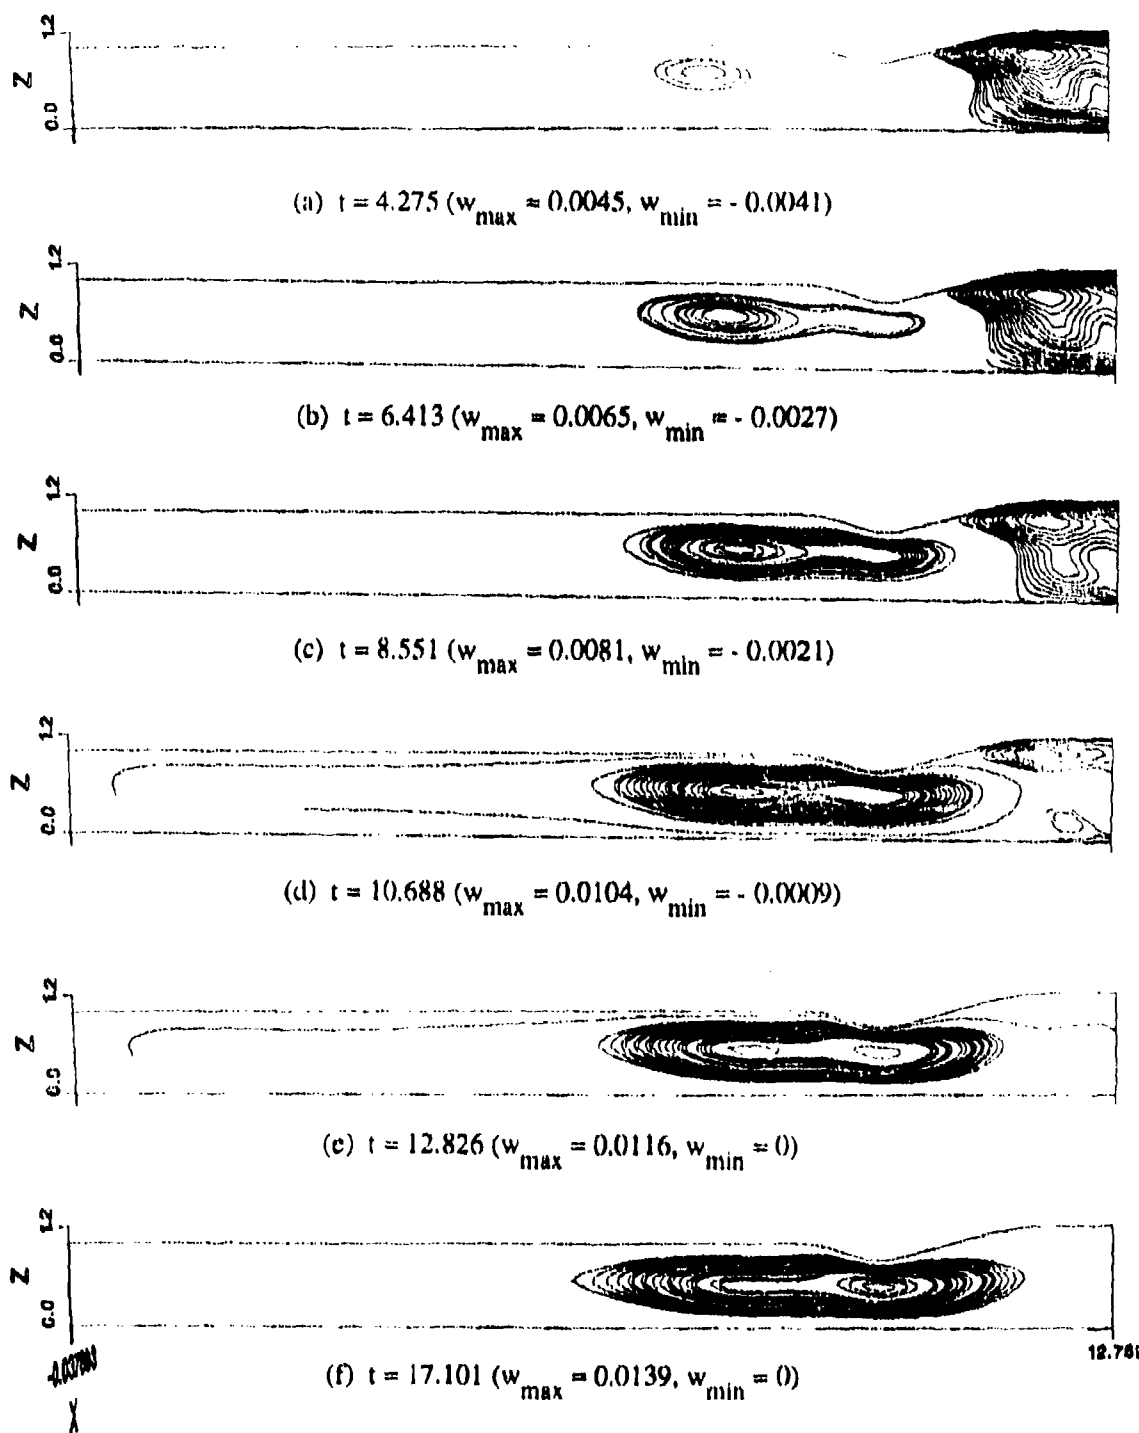 1.2
Z
0.0
(a) t = 4.275 (w_max = 0.0045, w_min = - 0.0041)
1.2
Z
0.0
(b) t = 6.413 (w_max = 0.0065, w_min = - 0.0027)
1.2
Z
0.0
(c) t = 8.551 (w_max = 0.0081, w_min = - 0.0021)
1.2
Z
0.0
(d) t = 10.688 (w_max = 0.0104, w_min = - 0.0009)
1.2
Z
0.0
(e) t = 12.826 (w_max = 0.0116, w_min = 0)
1.2
Z
0.0
12.76
(f) t = 17.101 (w_max = 0.0139, w_min = 0)
X